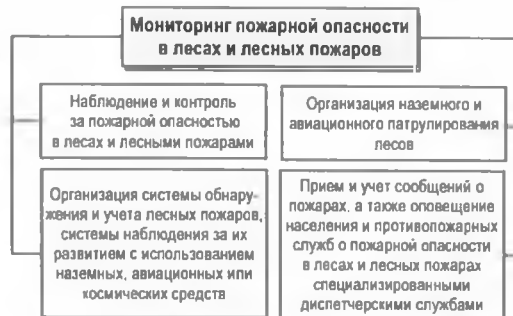 Мониторинг пожарной опасности
в лесах и лесных пожаров
Наблюдение и контроль
за пожарной опасностью
в лесах и лесными пожарами
Организация наземного и
авиационного патрулирования
лесов
Организация системы обнару-
жения и учета лесных пожаров,
системы наблюдения за их
развитием с использованием
наземных, авиационных или
космических средств
Прием и учет сообщений о
пожарах, а также оповещение
населения и противопожарных
служб о пожарной опасности
в лесах и лесных пожарах
специализированными
диспетчерскими службами